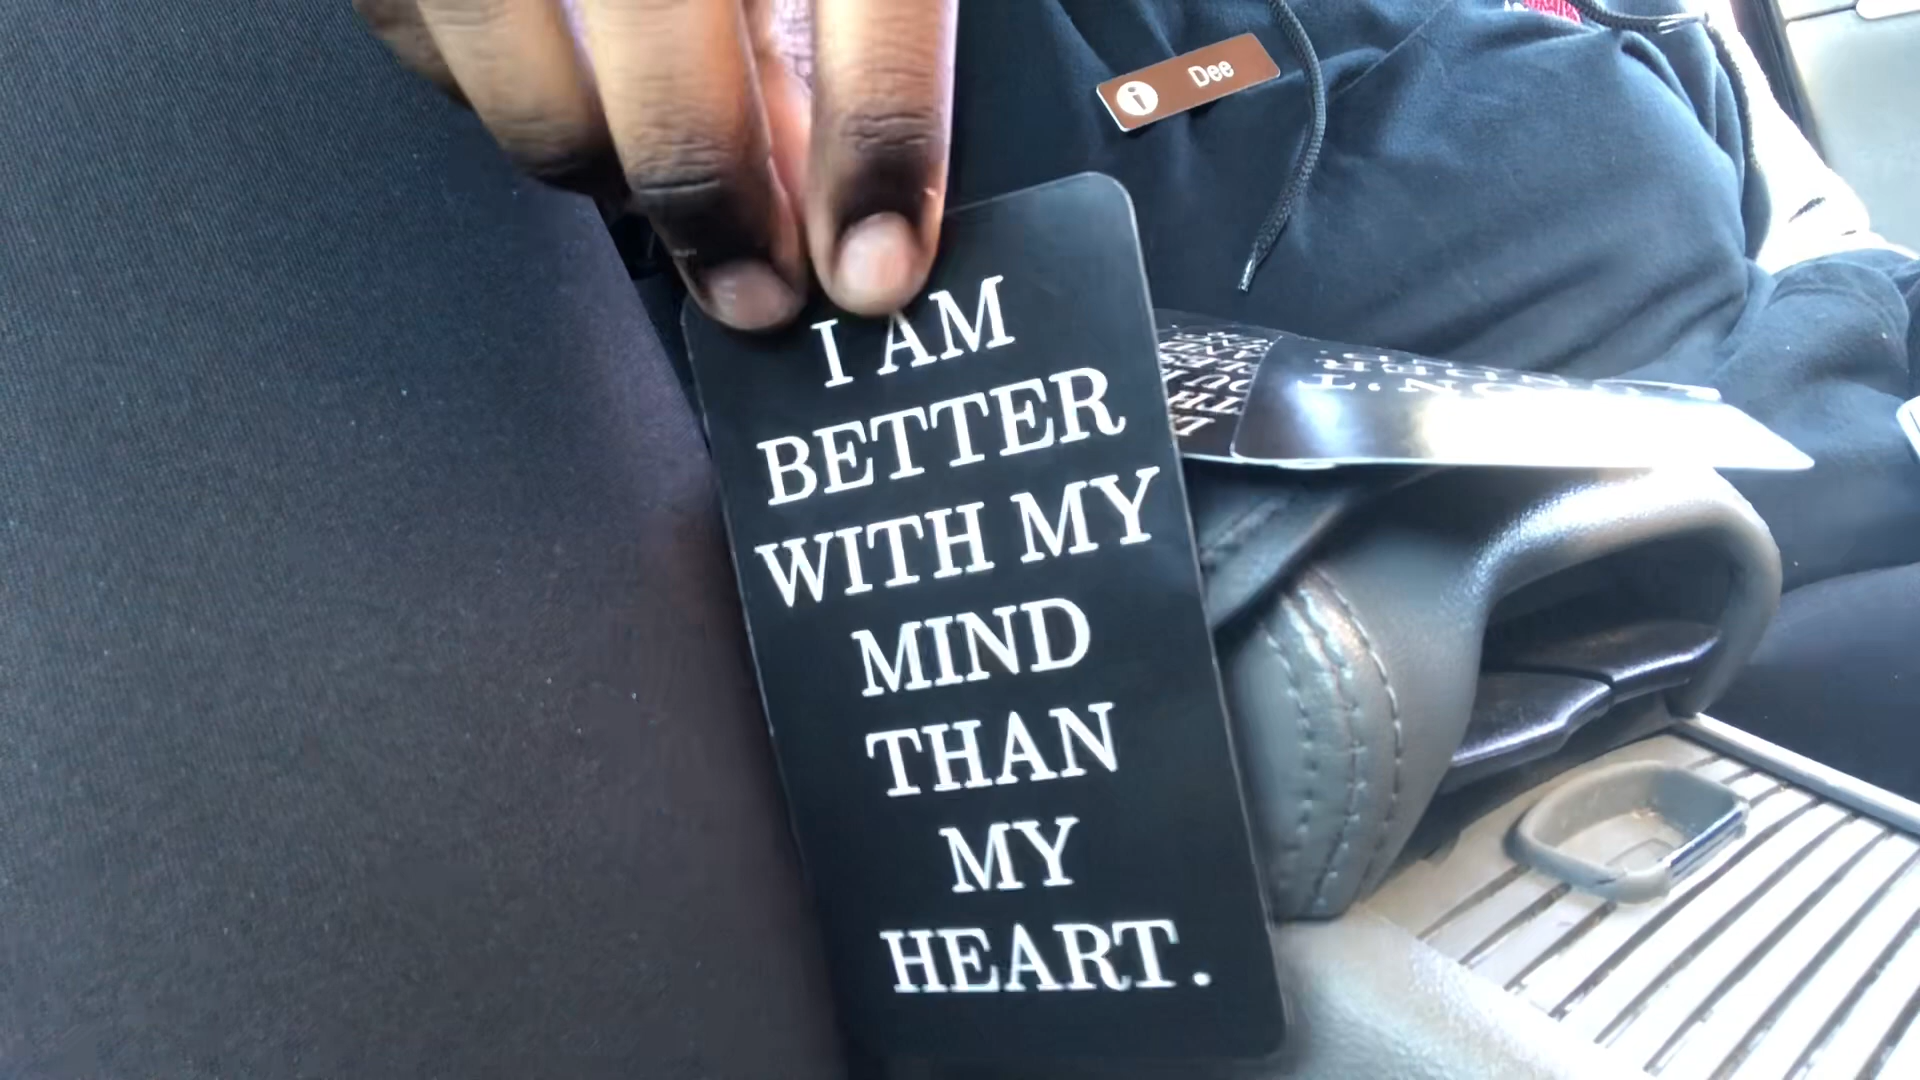 Dee
I AM
BETTER
WITH MY
MIND
THAN
MY
HEART.